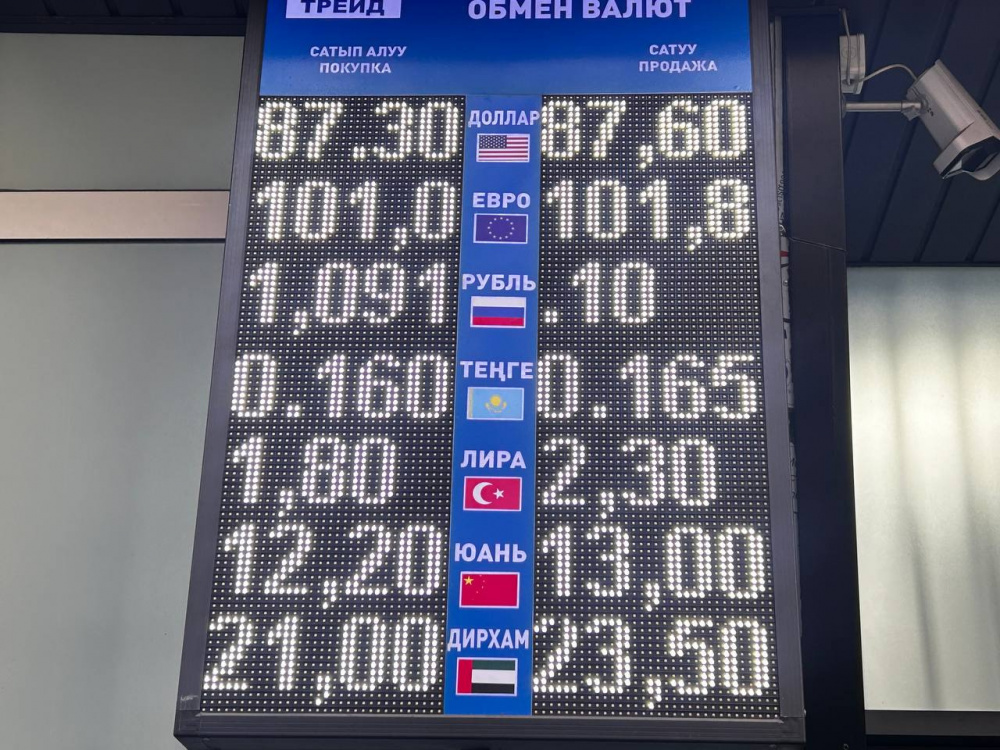 ТРЕЙД ОБМЕН ВАЛЮТ
САТЫП АЛУУ САТУУ
ПОКУПКА ПРОДАЖА
87.30 ДОЛЛАР 87,60
101,0 ЕВРО 101,8
1,091 РУБЛЬ .10
0.160 ТЕҢГЕ 0.165
1,80 ЛИРА 2,30
12,20 ЮАНЬ 13,00
21,00 ДИРХАМ 23,50